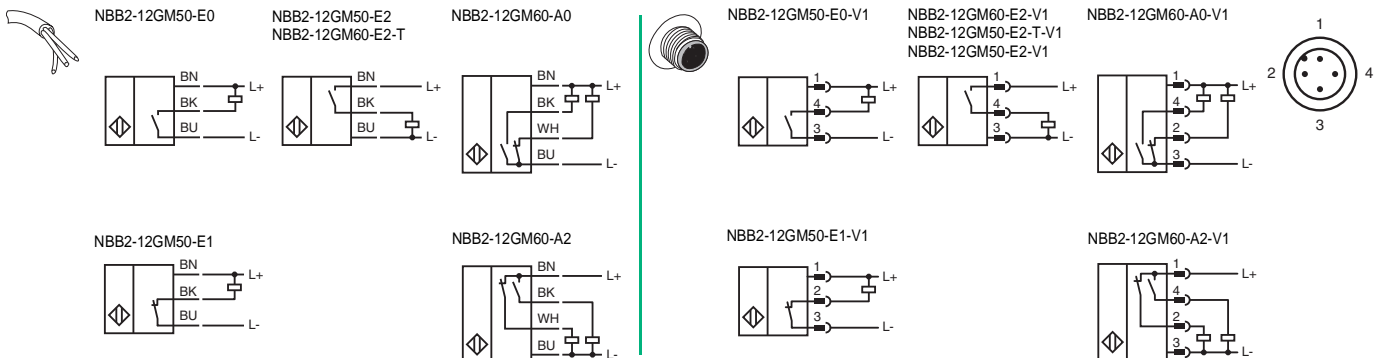 NBB2-12GM50-E0
BN
L+
BK
BU
L-
NBB2-12GM50-E2
NBB2-12GM60-E2-T
BN
L+
BK
BU
L-
NBB2-12GM60-A0
BN
L+
BK
WH
BU
L-
NBB2-12GM50-E1
BN
L+
BK
BU
L-
NBB2-12GM60-A2
BN
L+
BK
WH
BU
L-
NBB2-12GM50-E0-V1
1
L+
4
3
L-
NBB2-12GM60-E2-V1
NBB2-12GM50-E2-T-V1
NBB2-12GM50-E2-V1
1
L+
4
3
L-
NBB2-12GM60-A0-V1
1
L+
4
2
3
L-
1
2
4
3
NBB2-12GM50-E1-V1
1
L+
2
3
L-
NBB2-12GM60-A2-V1
1
L+
4
2
3
L-